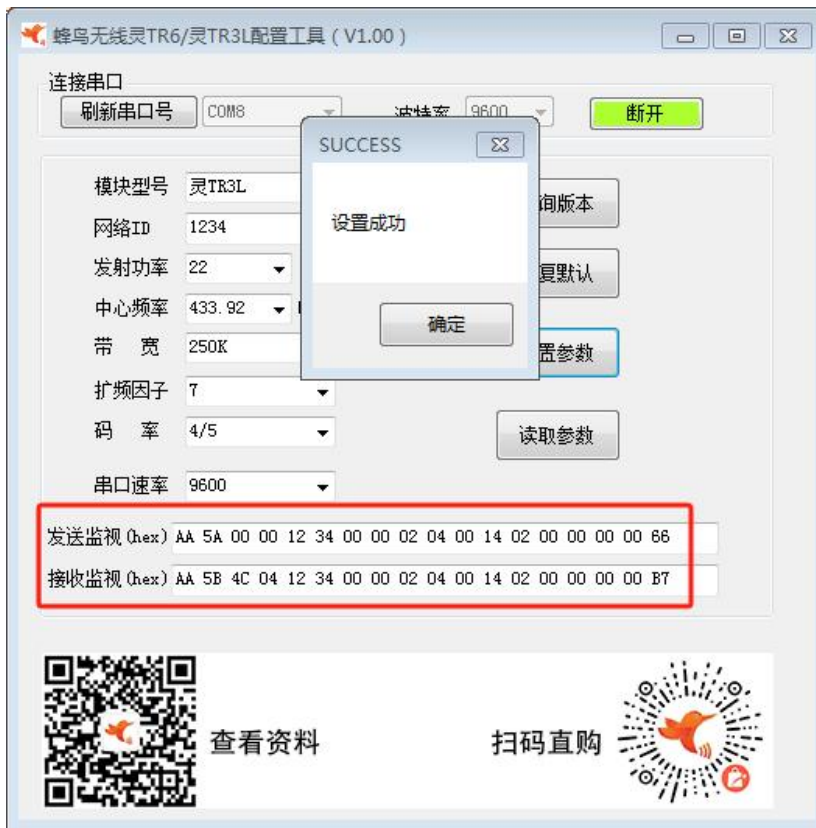 蜂鸟无线灵TR6/灵TR3L配置工具（V1.00）
连接串口
刷新串口号 COM8 波特率 9600 断开
SUCCESS
设置成功
确定
模块型号 灵TR3L 询版本
网络ID 1234
发射功率 22 复默认
中心频率 433.92
带 宽 250K 置参数
扩频因子 7
码 率 4/5 读取参数
串口速率 9600
发送监视(hex) AA 5A 00 00 12 34 00 00 02 04 00 14 02 00 00 00 00 66
接收监视(hex) AA 5B 4C 04 12 34 00 00 02 04 00 14 02 00 00 00 00 B7
查看资料 扫码直购